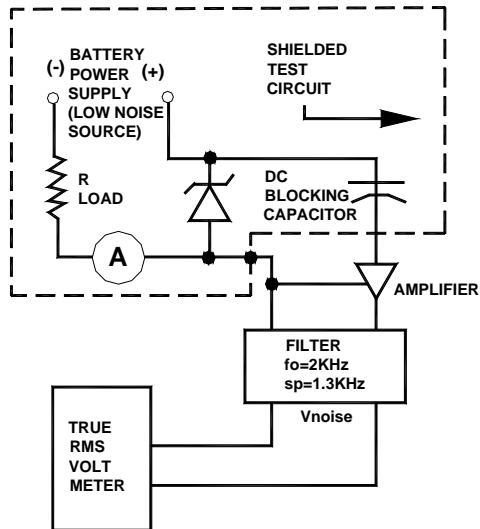 (-)
BATTERY
POWER
SUPPLY
(LOW NOISE
SOURCE)
(+)
SHIELDED
TEST
CIRCUIT
R
LOAD
DC
BLOCKING
CAPACITOR
A
AMPLIFIER
FILTER
fo=2KHz
sp=1.3KHz
Vnoise
TRUE
RMS
VOLT
METER